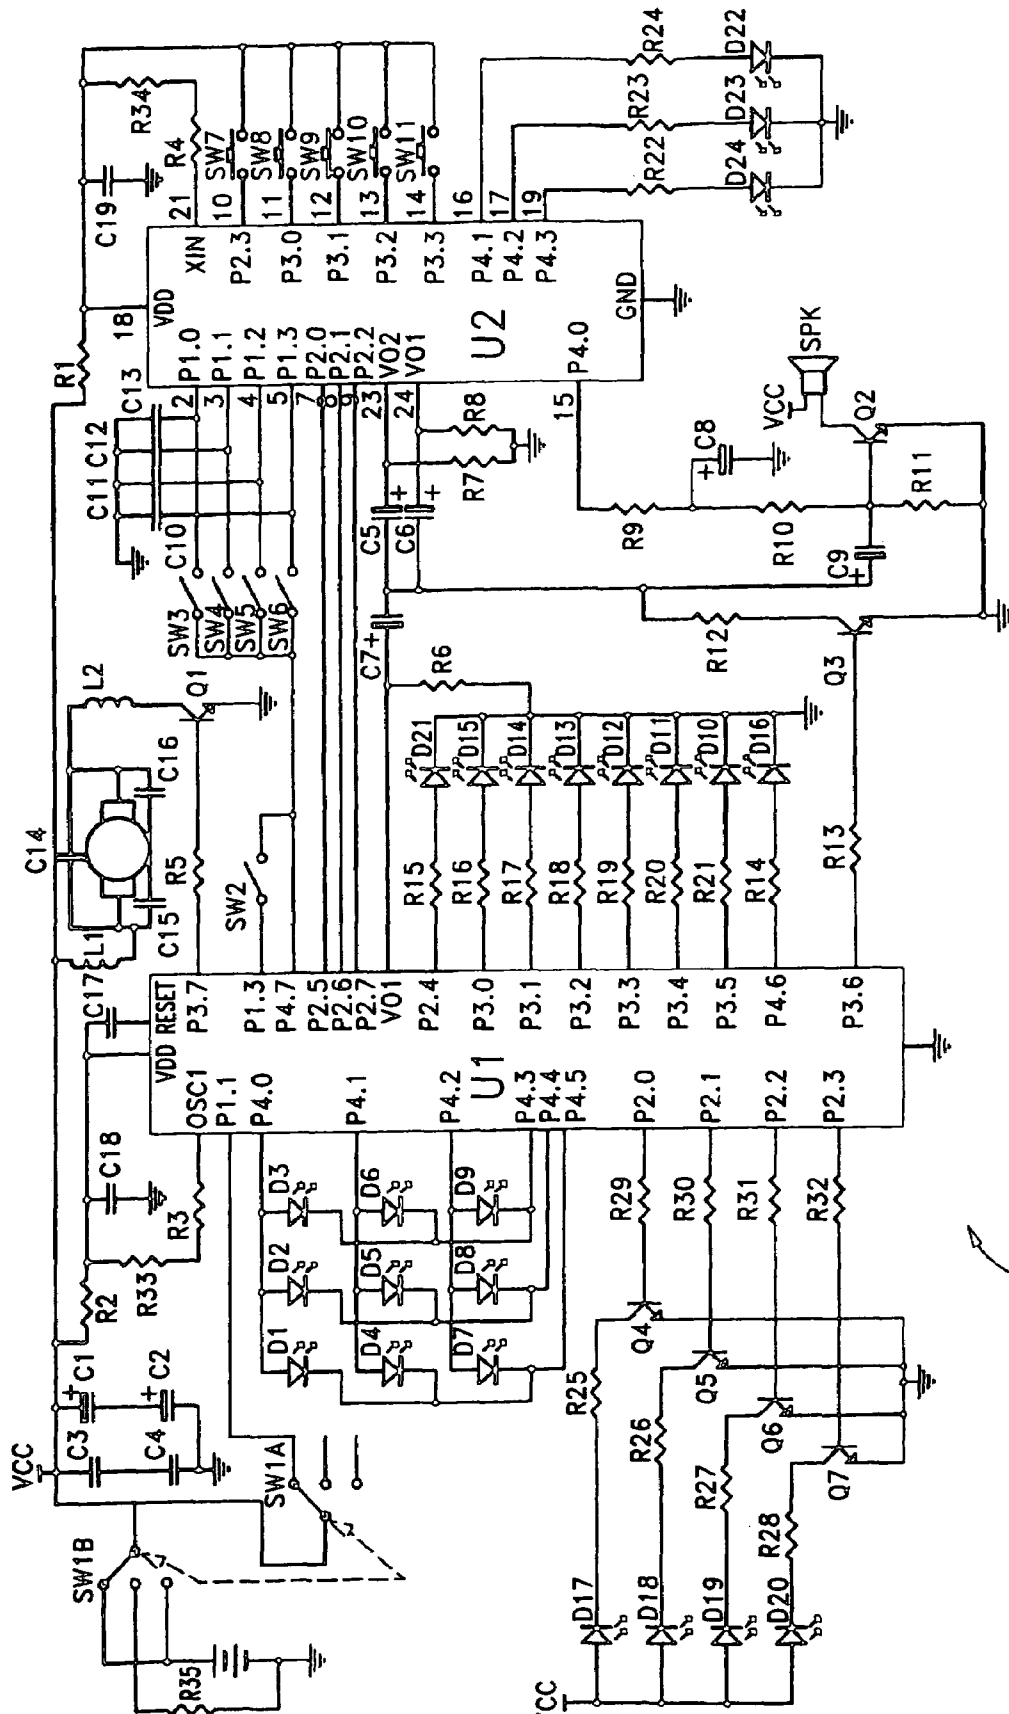 VCC
SW1B
R35
C3
C4
+
C1
+
C2
SW1A
R2
R33
R3
C18
C17
L1
C15
C14
C16
L2
Q1
R5
SW2
SW3
SW4
SW5
SW6
C10
C11
C12
C13
R1
C19
R34
R4
SW7
SW8
SW9
SW10
SW11
U1
VDD
RESET
OSC1
P1.1
P4.0
P4.1
P4.2
P4.3
P4.4
P4.5
P2.0
P2.1
P2.2
P2.3
P3.7
P1.3
P4.7
P2.5
P2.6
P2.7
VO1
P2.4
P3.0
P3.1
P3.2
P3.3
P3.4
P3.5
P4.6
P3.6
D1
D2
D3
D4
D5
D6
D7
D8
D9
R29
R30
R31
R32
Q4
Q5
Q6
Q7
R25
R26
R27
R28
D17
D18
D19
D20
R15
R16
R17
R18
R19
R20
R21
R14
R13
D21
D15
D14
D13
D12
D11
D10
D16
R6
C7
+
C5
+
C6
+
R7
R8
U2
18
VDD
2
P1.0
3
P1.1
4
P1.2
5
P1.3
7
P2.0
P2.1
9
P2.2
23
VO2
24
VO1
15
P4.0
GND
21
XIN
10
P2.3
11
P3.0
12
P3.1
13
P3.2
14
P3.3
16
P4.1
17
P4.2
19
P4.3
R22
R23
R24
D24
D23
D22
R9
+
C8
R10
R11
C9
+
R12
Q3
Q2
VCC
SPK